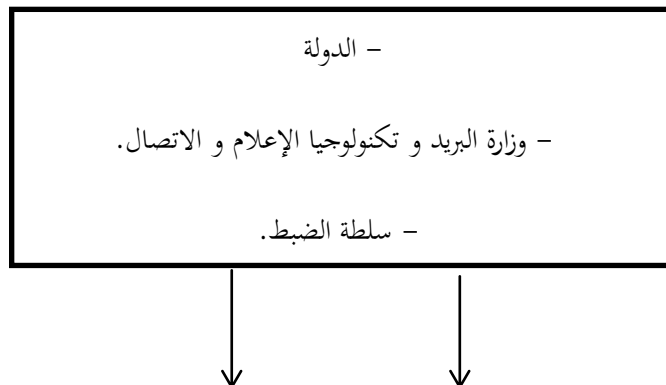 – الدولة
– وزارة البريد و تكنولوجيا الإعلام و الاتصال.
– سلطة الضبط.